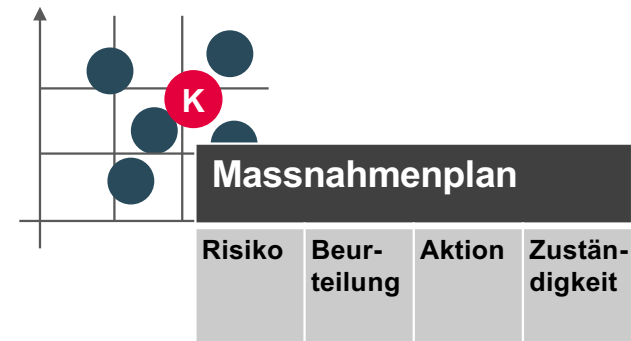 K
Massnahmenplan
Risiko Beur- Aktion Zustän-
teilung digkeit